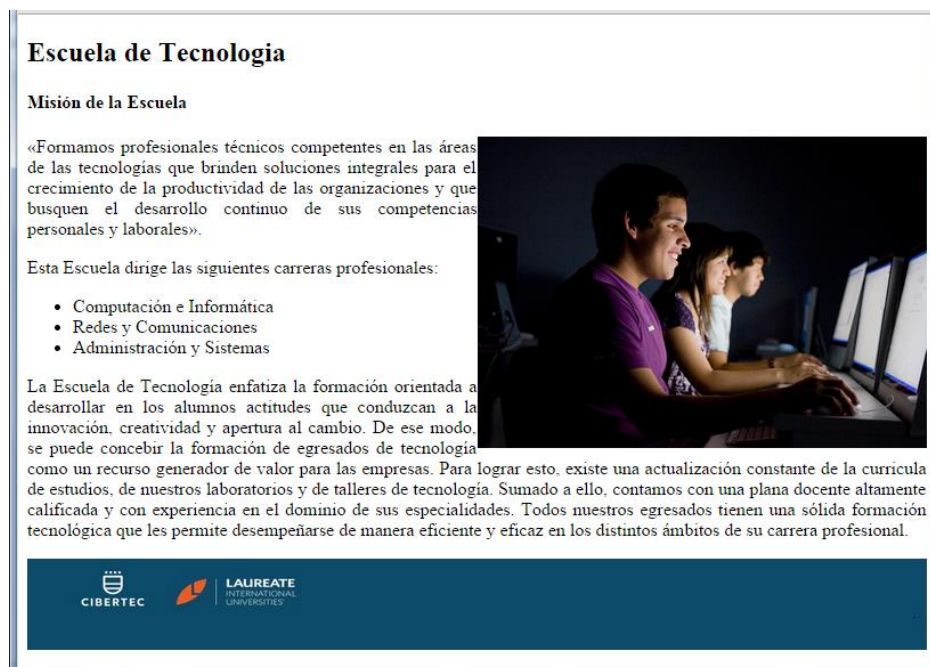 Escuela de Tecnologia
Misión de la Escuela
«Formamos profesionales técnicos competentes en las áreas
de las tecnologías que brinden soluciones integrales para el
crecimiento de la productividad de las organizaciones y que
busquen el desarrollo continuo de sus competencias
personales y laborales».
Esta Escuela dirige las siguientes carreras profesionales:
• Computación e Informática
• Redes y Comunicaciones
• Administración y Sistemas
La Escuela de Tecnología enfatiza la formación orientada a
desarrollar en los alumnos actitudes que conduzcan a la
innovación, creatividad y apertura al cambio. De ese modo,
se puede concebir la formación de egresados de tecnología
como un recurso generador de valor para las empresas. Para lograr esto, existe una actualización constante de la curricula
de estudios, de nuestros laboratorios y de talleres de tecnología. Sumado a ello, contamos con una plana docente altamente
calificada y con experiencia en el dominio de sus especialidades. Todos nuestros egresados tienen una sólida formación
tecnológica que les permite desempeñarse de manera eficiente y eficaz en los distintos ámbitos de su carrera profesional.
CIBERTEC
LAUREATE
INTERNATIONAL
UNIVERSITIES